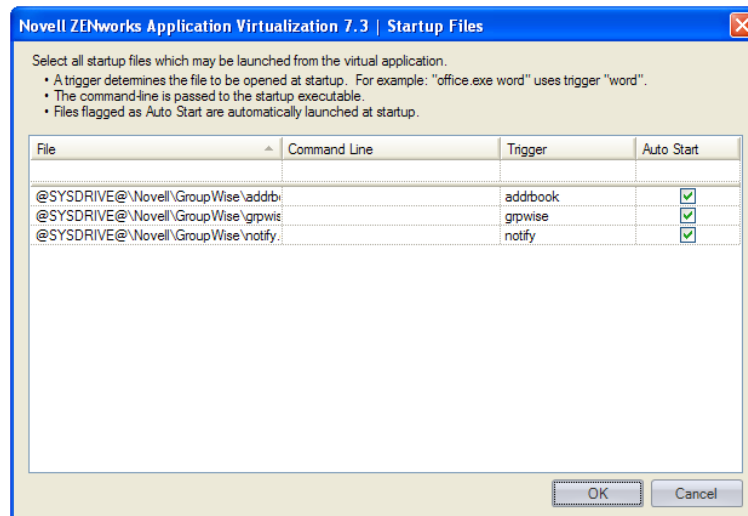 Novell ZENworks Application Virtualization 7.3 | Startup Files
Select all startup files which may be launched from the virtual application.
• A trigger determines the file to be opened at startup. For example: "office.exe word" uses trigger "word".
• The command-line is passed to the startup executable.
• Files flagged as Auto Start are automatically launched at startup.
File Command Line Trigger Auto Start
@SYSDRIVE@\Novell\GroupWise\addrb addrbook
@SYSDRIVE@\Novell\GroupWise\grpwis grpwise
@SYSDRIVE@\Novell\GroupWise\notify. notify
OK Cancel